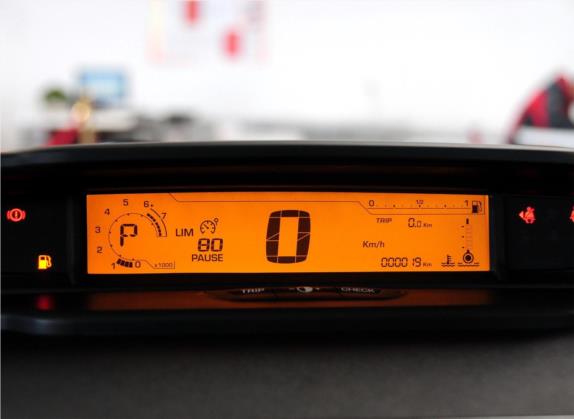 5 6 7
4
3
2
1 0 x1000
P
LIM
80
PAUSE
0
0 1/2 1
TRIP 0.0 Km
Km/h
000019 Km
TRIP CHECK